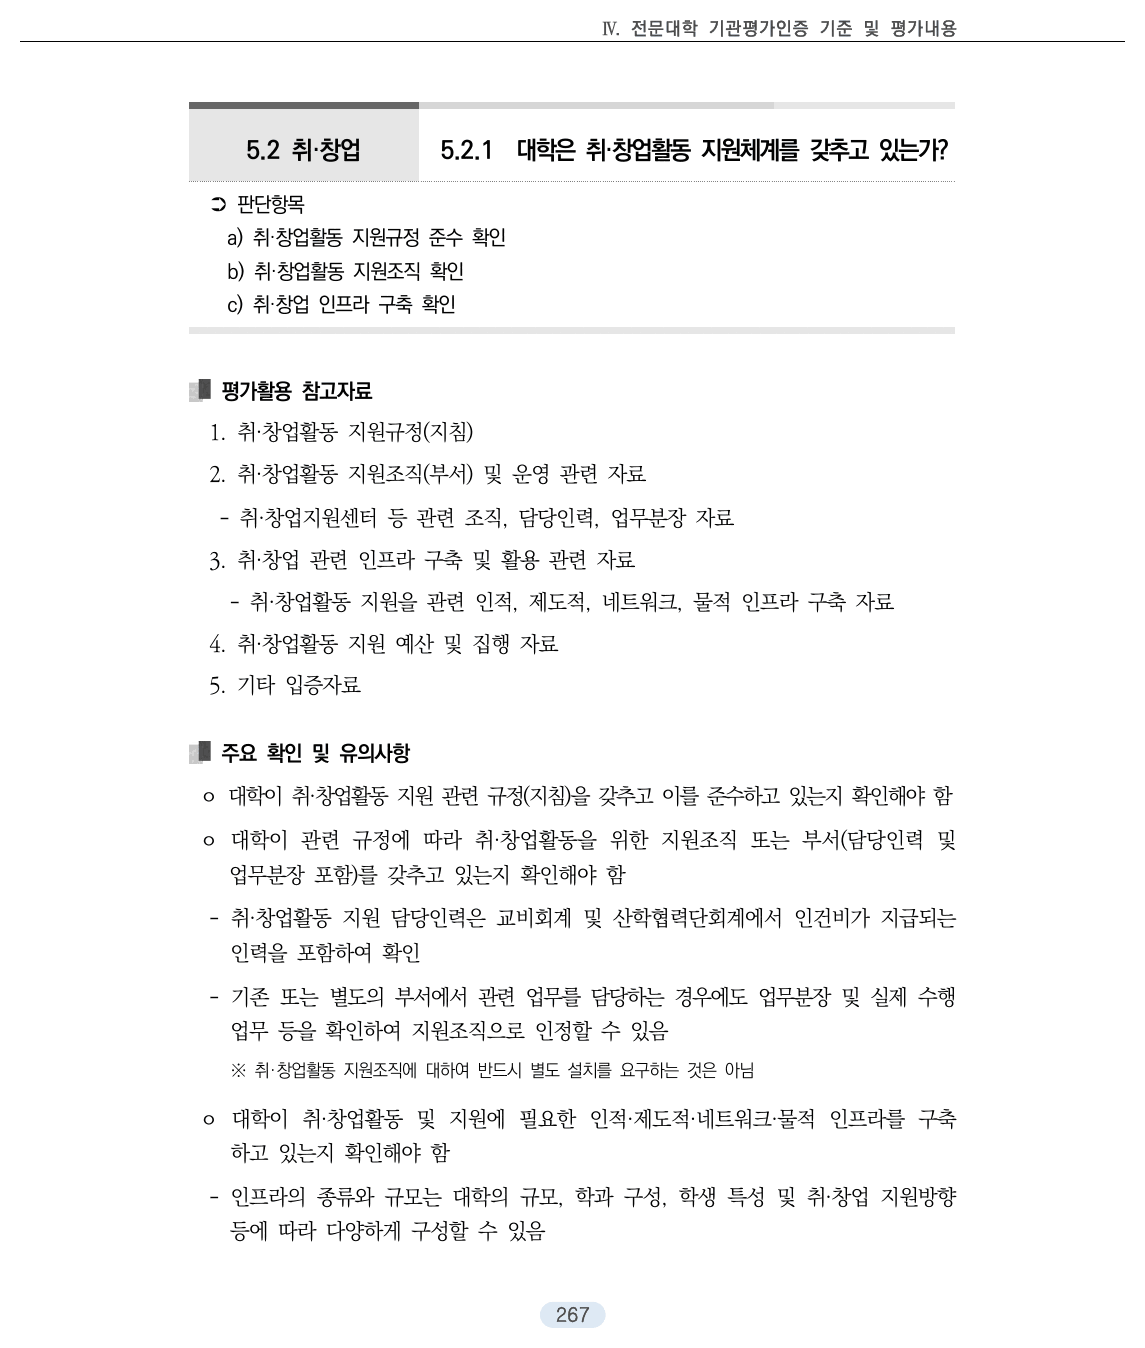 Ⅳ. 전문대학 기관평가인증 기준 및 평가내용
5.2 취·창업
5.2.1 대학은 취·창업활동 지원체계를 갖추고 있는가?
➲ 판단항목
a) 취·창업활동 지원규정 준수 확인
b) 취·창업활동 지원조직 확인
c) 취·창업 인프라 구축 확인
평가활용 참고자료
1. 취·창업활동 지원규정(지침)
2. 취·창업활동 지원조직(부서) 및 운영 관련 자료
- 취·창업지원센터 등 관련 조직, 담당인력, 업무분장 자료
3. 취·창업 관련 인프라 구축 및 활용 관련 자료
- 취·창업활동 지원을 관련 인적, 제도적, 네트워크, 물적 인프라 구축 자료
4. 취·창업활동 지원 예산 및 집행 자료
5. 기타 입증자료
주요 확인 및 유의사항
ㅇ 대학이 취·창업활동 지원 관련 규정(지침)을 갖추고 이를 준수하고 있는지 확인해야 함
ㅇ 대학이 관련 규정에 따라 취·창업활동을 위한 지원조직 또는 부서(담당인력 및
업무분장 포함)를 갖추고 있는지 확인해야 함
- 취·창업활동 지원 담당인력은 교비회계 및 산학협력단회계에서 인건비가 지급되는
인력을 포함하여 확인
- 기존 또는 별도의 부서에서 관련 업무를 담당하는 경우에도 업무분장 및 실제 수행
업무 등을 확인하여 지원조직으로 인정할 수 있음
※ 취·창업활동 지원조직에 대하여 반드시 별도 설치를 요구하는 것은 아님
ㅇ 대학이 취·창업활동 및 지원에 필요한 인적·제도적·네트워크·물적 인프라를 구축
하고 있는지 확인해야 함
- 인프라의 종류와 규모는 대학의 규모, 학과 구성, 학생 특성 및 취·창업 지원방향
등에 따라 다양하게 구성할 수 있음
267